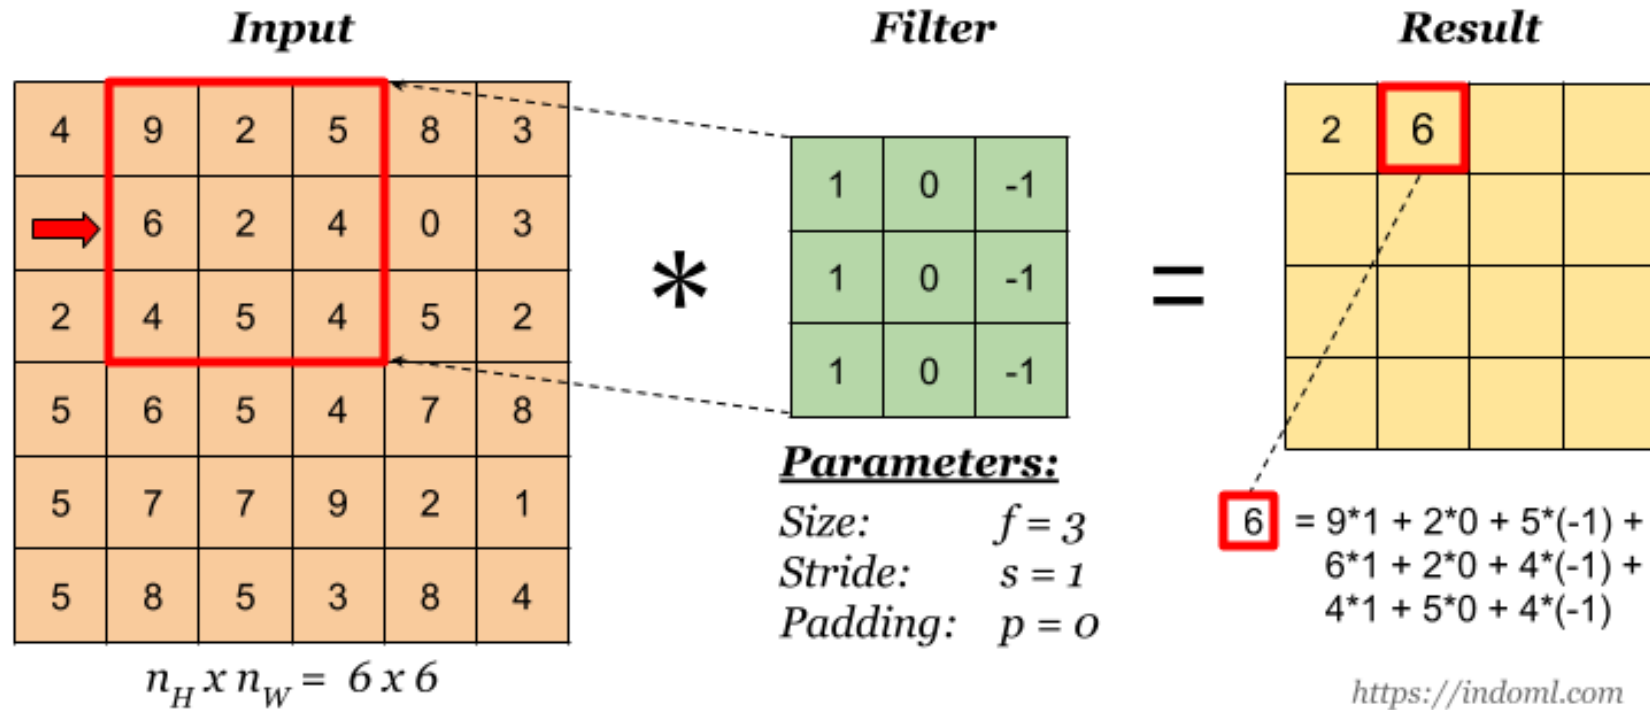 Input Filter Result
4 9 2 5 8 3
6 2 4 0 3
2 4 5 4 5 2
5 6 5 4 7 8
5 7 7 9 2 1
5 8 5 3 8 4
n_H x n_W = 6 x 6
*
1 0 -1
1 0 -1
1 0 -1
Parameters:
Size: f = 3
Stride: s = 1
Padding: p = 0
=
2 6
6 = 9*1 + 2*0 + 5*(-1) +
6*1 + 2*0 + 4*(-1) +
4*1 + 5*0 + 4*(-1)
https://indoml.com